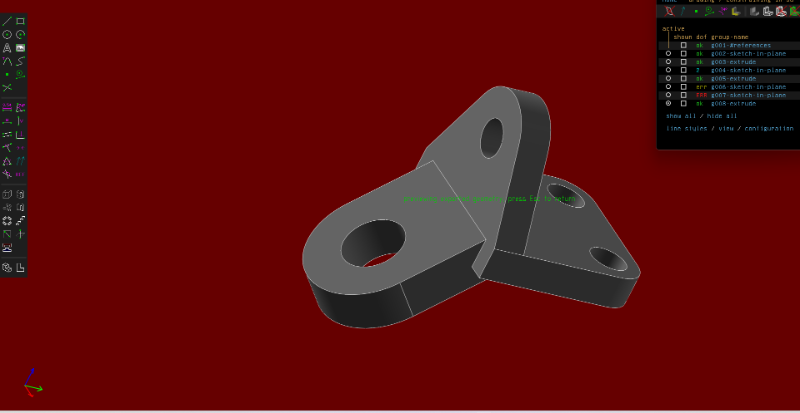 active
shown dof group-name
ok g001-#references
ok g002-sketch-in-plane
ok g003-extrude
2 g004-sketch-in-plane
ok g005-extrude
err g006-sketch-in-plane
ERR g007-sketch-in-plane
ok g008-extrude
show all / hide all
line styles / view / configuration
geometry; press Esc to return